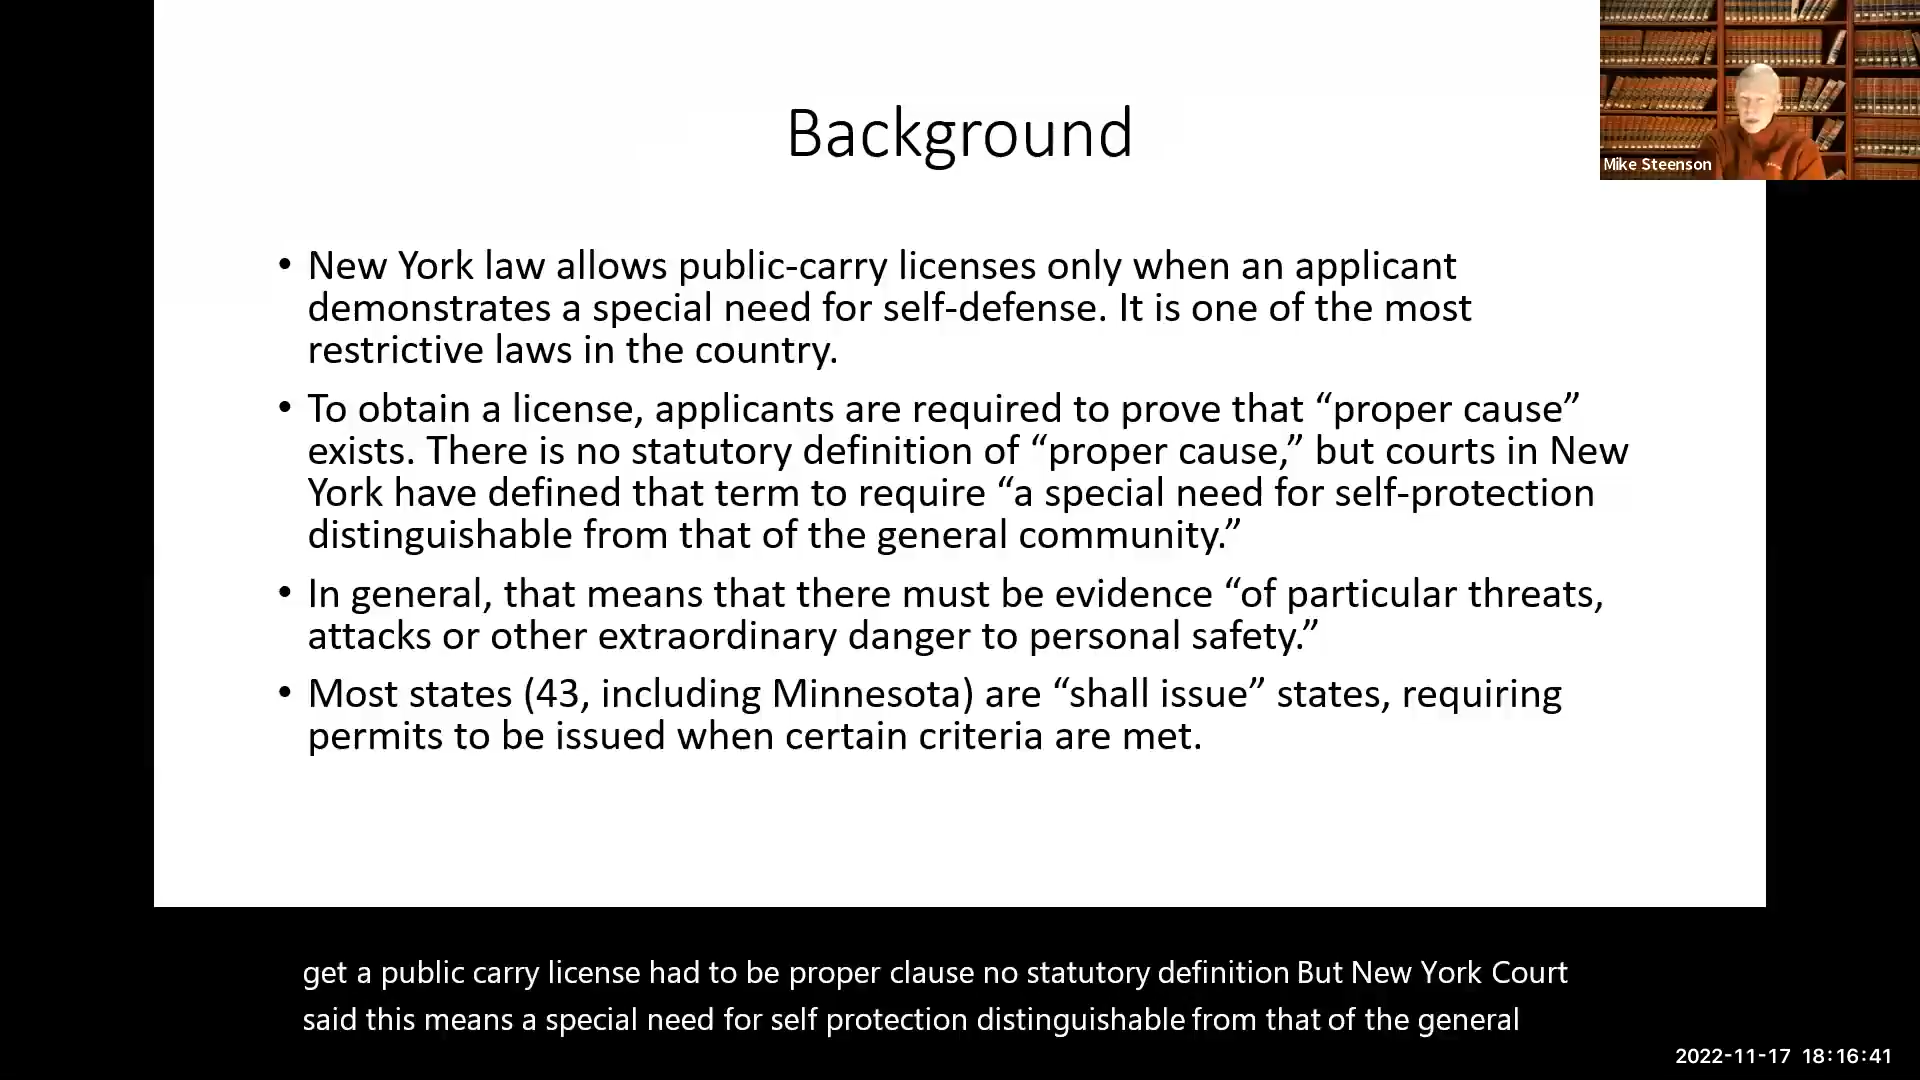 Background
Mike Steenson
• New York law allows public-carry licenses only when an applicant
demonstrates a special need for self-defense. It is one of the most
restrictive laws in the country.
• To obtain a license, applicants are required to prove that “proper cause”
exists. There is no statutory definition of “proper cause,” but courts in New
York have defined that term to require “a special need for self-protection
distinguishable from that of the general community.”
• In general, that means that there must be evidence “of particular threats,
attacks or other extraordinary danger to personal safety.”
• Most states (43, including Minnesota) are “shall issue” states, requiring
permits to be issued when certain criteria are met.
get a public carry license had to be proper clause no statutory definition But New York Court
said this means a special need for self protection distinguishable from that of the general
2022-11-17 18:16:41